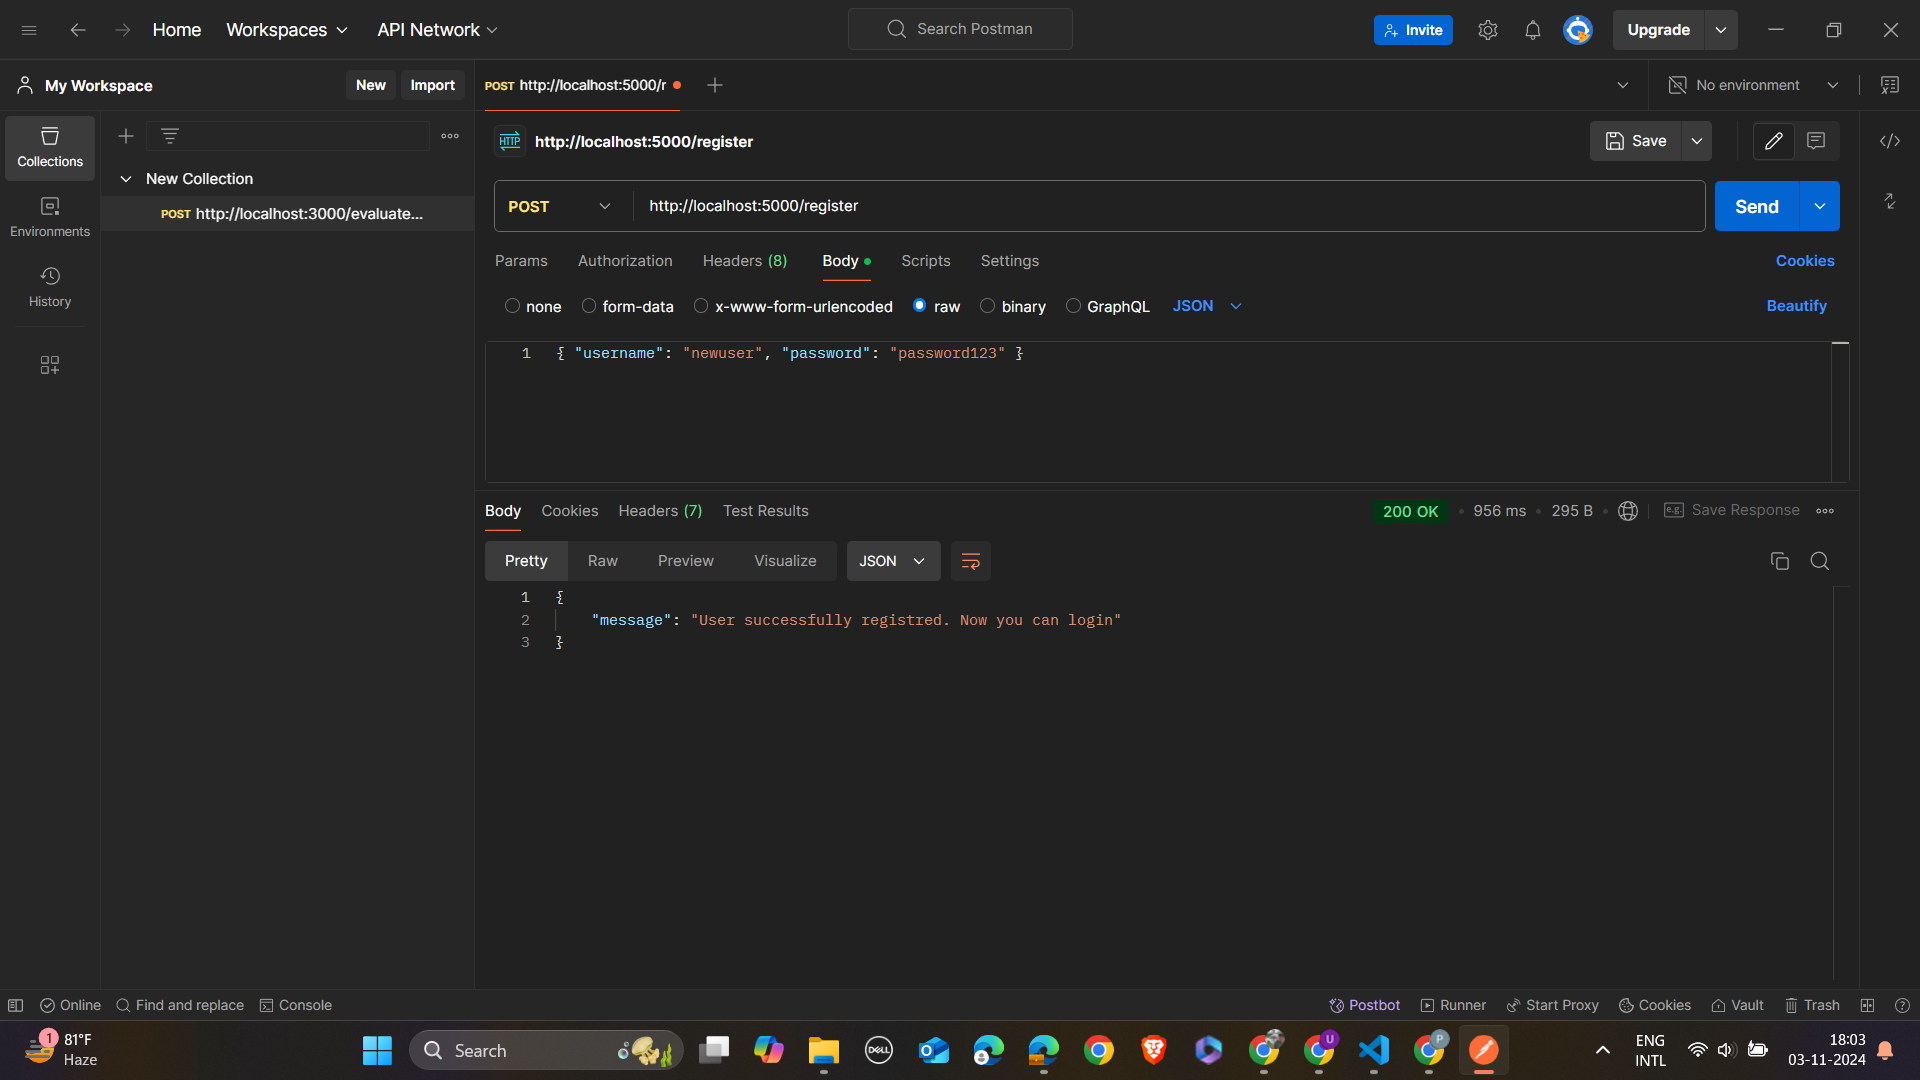 Home Workspaces API Network Search Postman Invite Upgrade
My Workspace New Import POST http://localhost:5000/r No environment
HTTP http://localhost:5000/register Save
Collections
New Collection
POST http://localhost:3000/evaluate...
POST http://localhost:5000/register Send
Environments
Params Authorization Headers (8) Body Scripts Settings Cookies
History
none form-data x-www-form-urlencoded raw binary GraphQL JSON Beautify
1 { "username": "newuser", "password": "password123" }
Body Cookies Headers (7) Test Results 200 OK 956 ms 295 B e.g. Save Response
Pretty Raw Preview Visualize JSON
1 {
2 "message": "User successfully registred. Now you can login"
3 }
Online Find and replace Console Postbot Runner Start Proxy Cookies Vault Trash
1 81°F
Haze
Search
DELL
U
P
ENG
INTL
18:03
03-11-2024